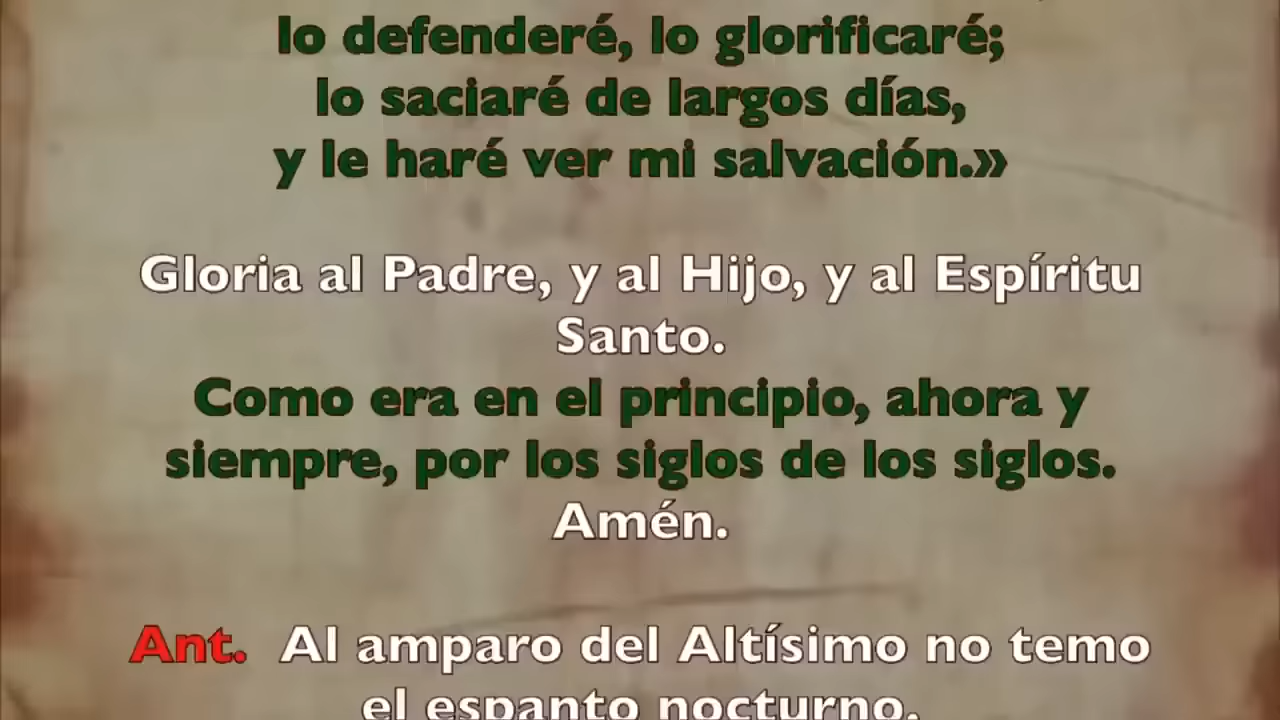 lo defenderé, lo glorificaré;
lo saciaré de largos días,
y le haré ver mi salvación.»
Gloria al Padre, y al Hijo, y al Espíritu
Santo.
Como era en el principio, ahora y
siempre, por los siglos de los siglos.
Amén.
Ant. Al amparo del Altísimo no temo
el espanto nocturno.